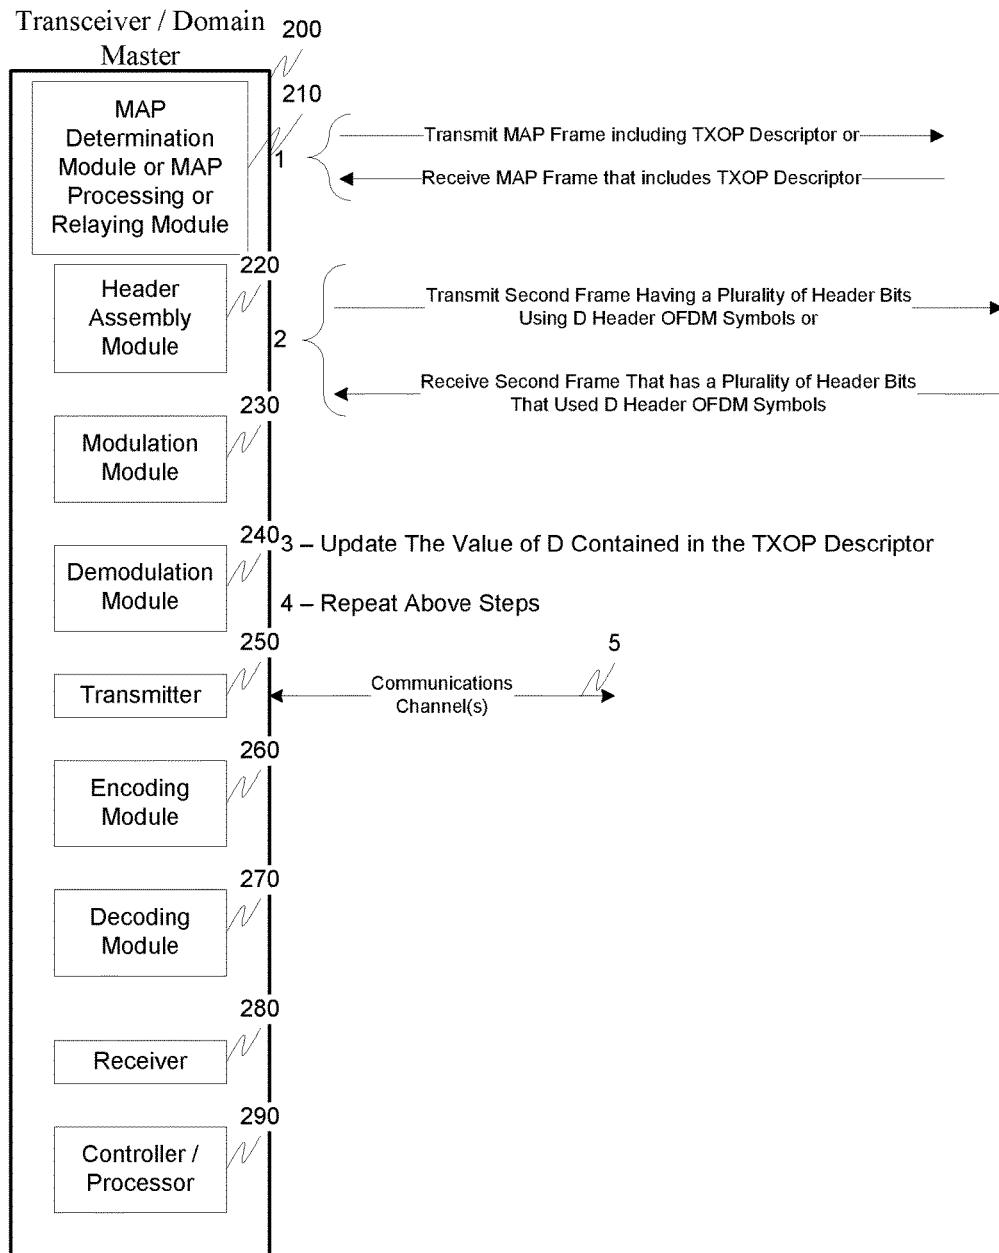 Transceiver / Domain
Master
200
210
MAP
Determination
Module or MAP
Processing or
Relaying Module
1
Transmit MAP Frame including TXOP Descriptor or
Receive MAP Frame that includes TXOP Descriptor
220
Header
Assembly
Module
2
Transmit Second Frame Having a Plurality of Header Bits
Using D Header OFDM Symbols or
Receive Second Frame That has a Plurality of Header Bits
That Used D Header OFDM Symbols
230
Modulation
Module
240
3 – Update The Value of D Contained in the TXOP Descriptor
Demodulation
Module
4 – Repeat Above Steps
250
5
Transmitter
Communications
Channel(s)
260
Encoding
Module
270
Decoding
Module
280
Receiver
290
Controller /
Processor